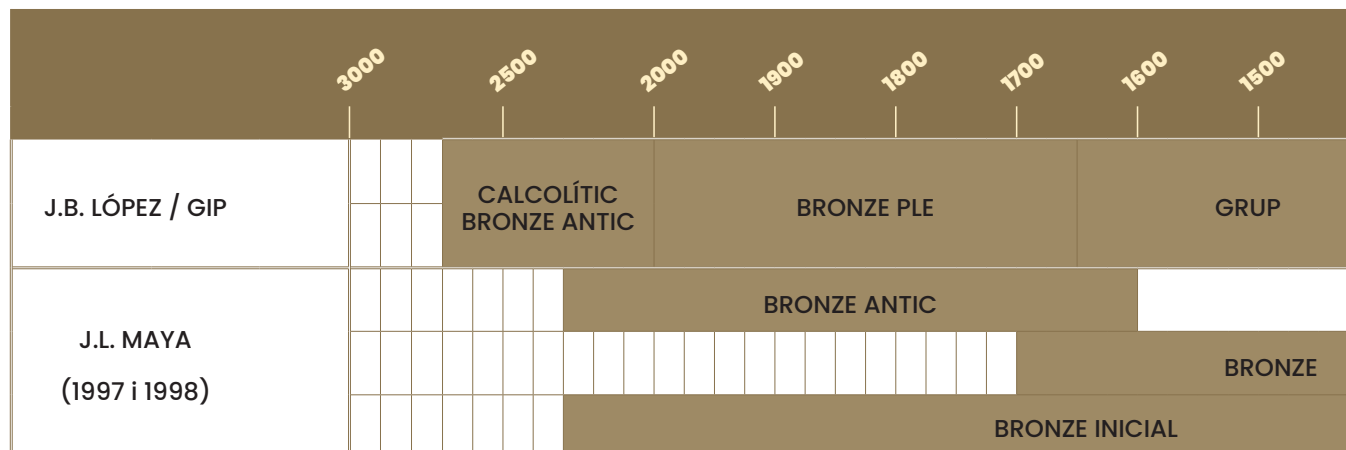 3000 2500 2000 1900 1800 1700 1600 1500
J.B. LÓPEZ / GIP
CALCOLÍTIC
BRONZE ANTIC
BRONZE PLE
GRUP
J.L. MAYA
(1997 i 1998)
BRONZE ANTIC
BRONZE
BRONZE INICIAL